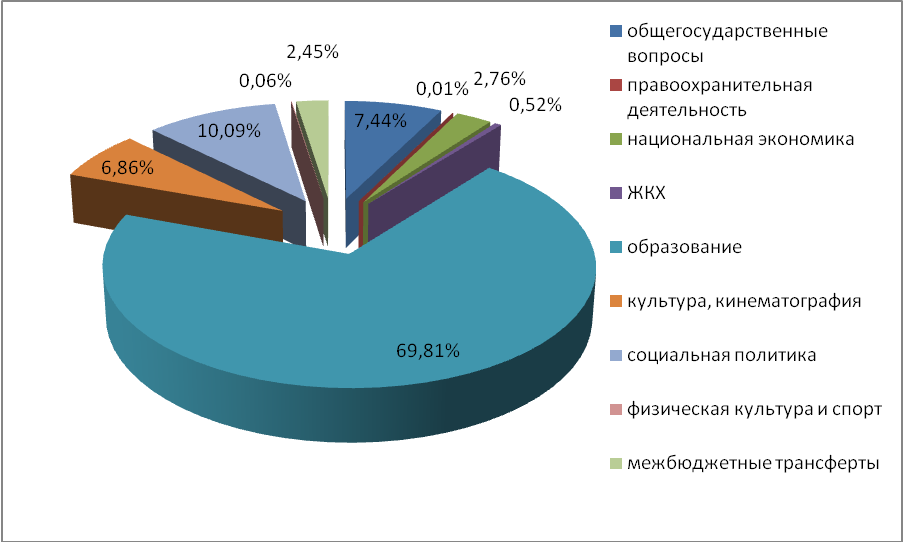 2,45%
0,06%
2,76%
0,01%
0,52%
7,44%
10,09%
6,86%
69,81%
общегосударственные
вопросы
правоохранительная
деятельность
национальная экономика
ЖКХ
образование
культура, кинематография
социальная политика
физическая культура и спорт
межбюджетные трансферты